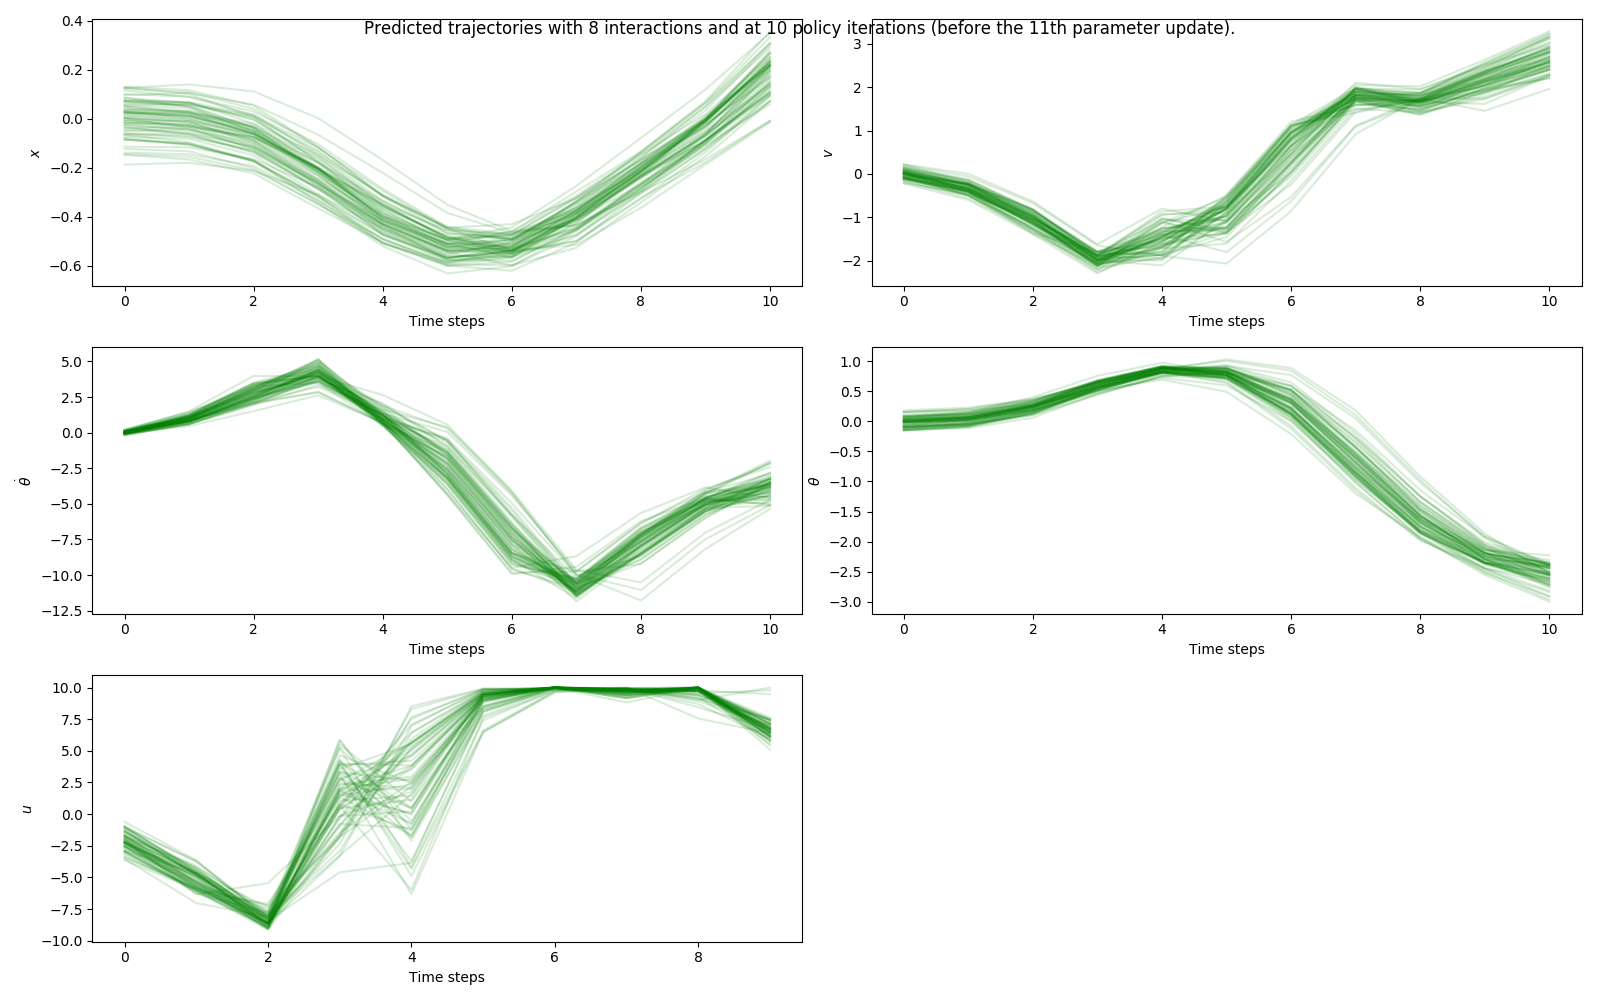 Predicted trajectories with 8 interactions and at 10 policy iterations (before the 11th parameter update).
0.4
0.2
0.0
−0.2
−0.4
−0.6
x
0 2 4 6 8 10
Time steps
3
2
1
0
−1
−2
v
0 2 4 6 8 10
Time steps
5.0
2.5
0.0
−2.5
−5.0
−7.5
−10.0
−12.5
θ̇
0 2 4 6 8 10
Time steps
1.0
0.5
0.0
−0.5
−1.0
−1.5
−2.0
−2.5
−3.0
θ
0 2 4 6 8 10
Time steps
10.0
7.5
5.0
2.5
0.0
−2.5
−5.0
−7.5
−10.0
u
0 2 4 6 8
Time steps